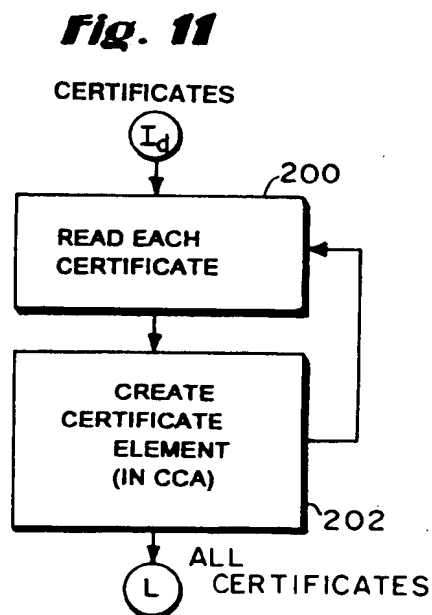 Fig. 11
CERTIFICATES
Id
200
READ EACH
CERTIFICATE
CREATE
CERTIFICATE
ELEMENT
(IN CCA)
202
L
ALL
CERTIFICATES